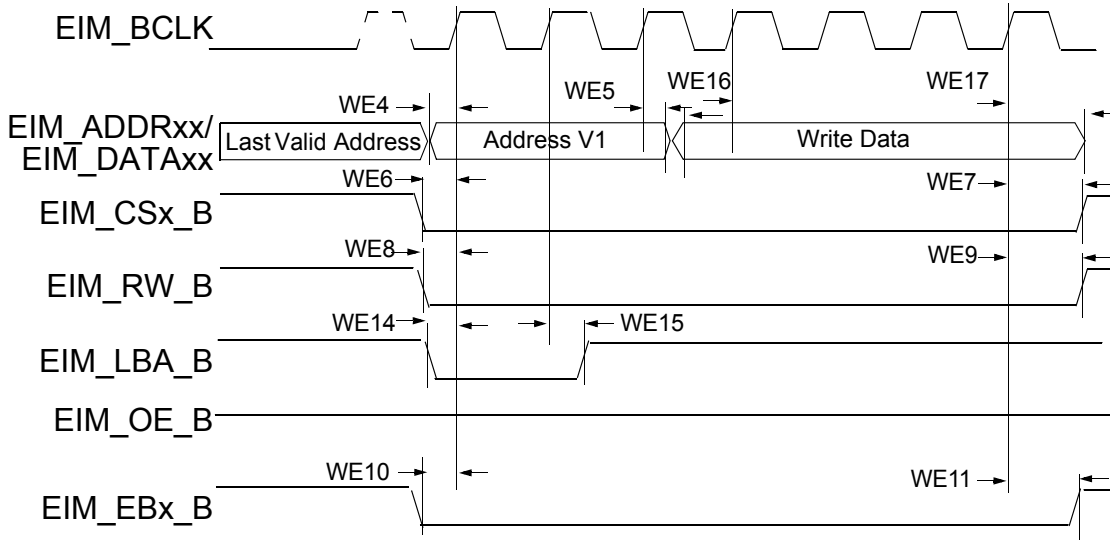 EIM_BCLK
WE4
WE5
WE16
WE17
EIM_ADDRxx/
EIM_DATAxx
Last Valid Address
Address V1
Write Data
WE6
WE7
EIM_CSx_B
WE8
WE9
EIM_RW_B
WE14
WE15
EIM_LBA_B
EIM_OE_B
WE10
WE11
EIM_EBx_B